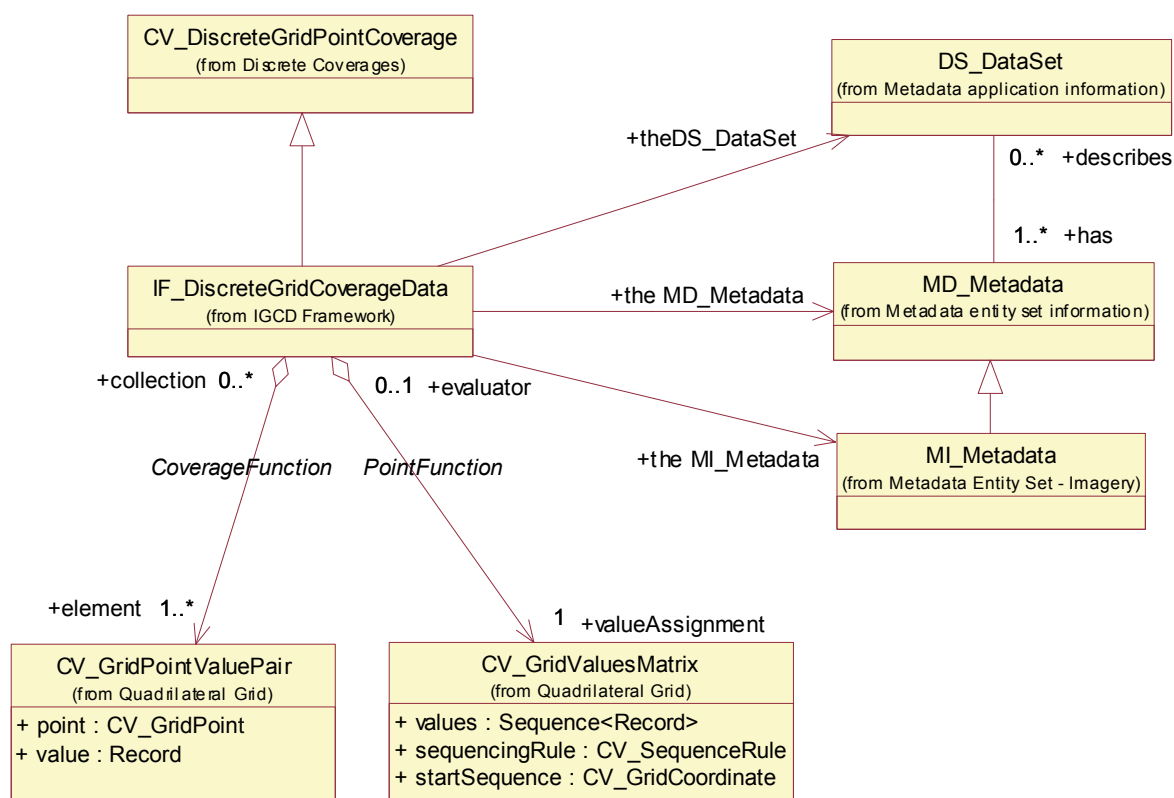 CV_DiscreteGridPointCoverage
(from Discrete Coverages)
DS_DataSet
(from Metadata application information)
+theDS_DataSet
0..* +describes
1..* +has
IF_DiscreteGridCoverageData
(from IGCD Framework)
+the MD_Metadata
MD_Metadata
(from Metadata entity set information)
+collection 0..*
0..1 +evaluator
+the MI_Metadata
MI_Metadata
(from Metadata Entity Set - Imagery)
CoverageFunction
PointFunction
+element 1..*
1 +valueAssignment
CV_GridPointValuePair
(from Quadrilateral Grid)
+ point : CV_GridPoint
+ value : Record
CV_GridValuesMatrix
(from Quadrilateral Grid)
+ values : Sequence<Record>
+ sequencingRule : CV_SequenceRule
+ startSequence : CV_GridCoordinate